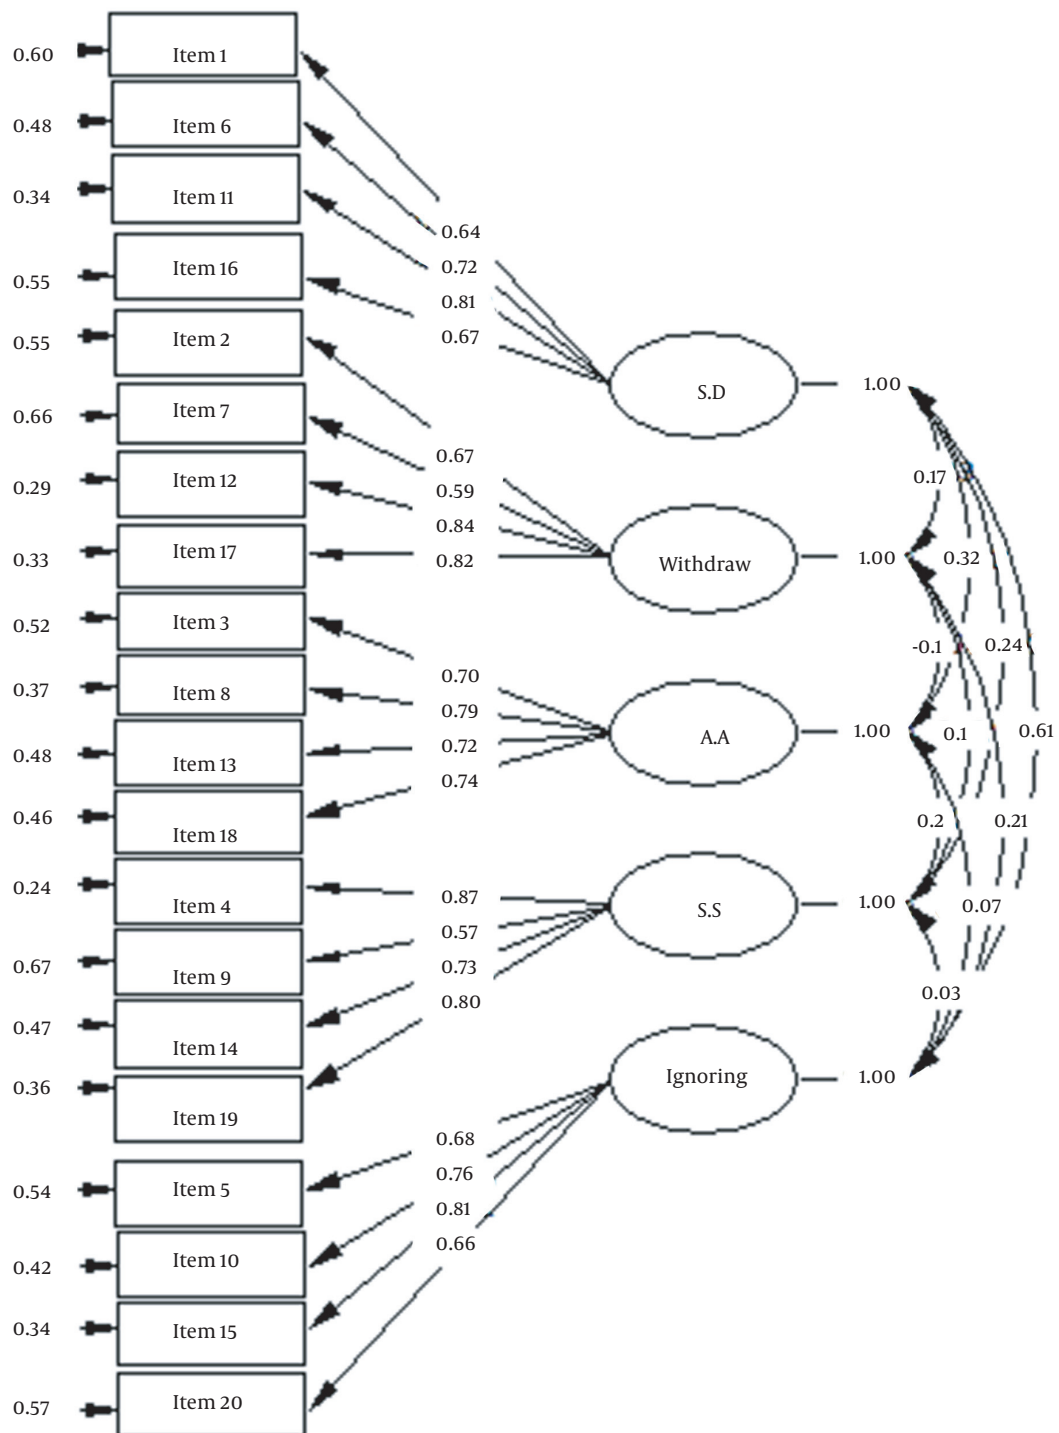 0.60 Item 1
0.48 Item 6
0.34 Item 11
0.55 Item 16
0.55 Item 2
0.66 Item 7
0.29 Item 12
0.33 Item 17
0.52 Item 3
0.37 Item 8
0.48 Item 13
0.46 Item 18
0.24 Item 4
0.67 Item 9
0.47 Item 14
0.36 Item 19
0.54 Item 5
0.42 Item 10
0.34 Item 15
0.57 Item 20
0.64
0.72
0.81
0.67
0.67
0.59
0.84
0.82
0.70
0.79
0.72
0.74
0.87
0.57
0.73
0.80
0.68
0.76
0.81
0.66
S.D 1.00
Withdraw 1.00
A.A 1.00
S.S 1.00
Ignoring 1.00
0.17
0.32
-0.1 0.24
0.1 0.61
0.2 0.21
0.07
0.03